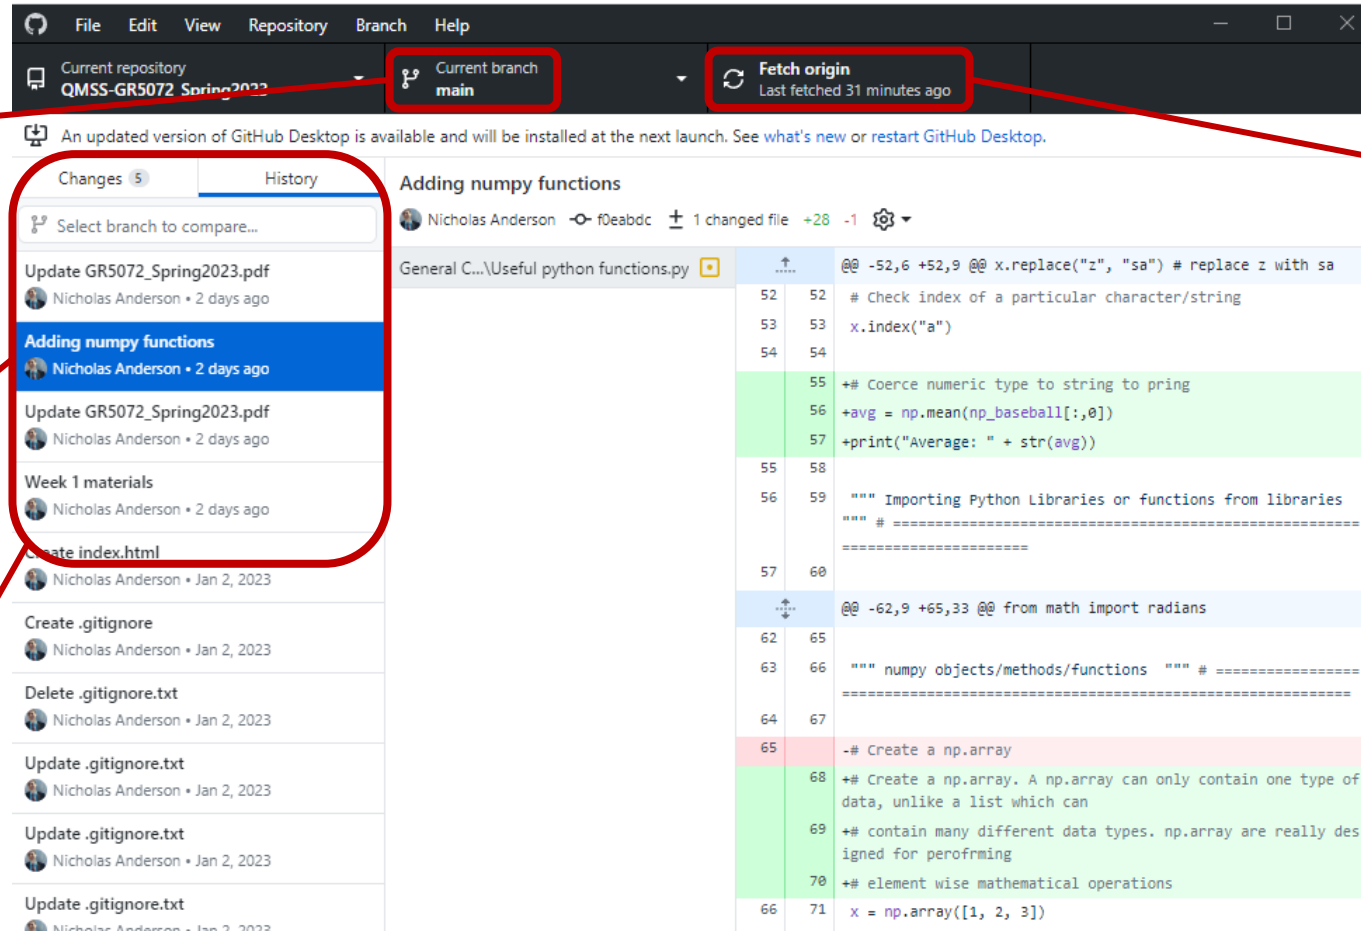 File Edit View Repository Branch Help
Current repository
QMSS-GR5072_Spring2023
Current branch
main
Fetch origin
Last fetched 31 minutes ago
An updated version of GitHub Desktop is available and will be installed at the next launch. See what's new or restart GitHub Desktop.
Changes 5 History
Select branch to compare...
Update GR5072_Spring2023.pdf
Nicholas Anderson • 2 days ago
Adding numpy functions
Nicholas Anderson • 2 days ago
Update GR5072_Spring2023.pdf
Nicholas Anderson • 2 days ago
Week 1 materials
Nicholas Anderson • 2 days ago
Create index.html
Nicholas Anderson • Jan 2, 2023
Create .gitignore
Nicholas Anderson • Jan 2, 2023
Delete .gitignore.txt
Nicholas Anderson • Jan 2, 2023
Update .gitignore.txt
Nicholas Anderson • Jan 2, 2023
Update .gitignore.txt
Nicholas Anderson • Jan 2, 2023
Update .gitignore.txt
Nicholas Anderson • Jan 2, 2023
Adding numpy functions
Nicholas Anderson f0eabdc 1 changed file +28 -1
General C...\Useful python functions.py
@@ -52,6 +52,9 @@ x.replace("z", "sa") # replace z with sa
52 52 # Check index of a particular character/string
53 53 x.index("a")
54 54
55 +# Coerce numeric type to string to pring
56 +avg = np.mean(np_baseball[:,0])
57 +print("Average: " + str(avg))
55 58
56 59 """ Importing Python Libraries or functions from libraries
""" # ======================================================
======================
57 60
@@ -62,9 +65,33 @@ from math import radians
62 65
63 66 """ numpy objects/methods/functions """ # =================
============================================================
64 67
65 -# Create a np.array
68 +# Create a np.array. A np.array can only contain one type of
data, unlike a list which can
69 +# contain many different data types. np.array are really des
igned for perofrming
70 +# element wise mathematical operations
66 71 x = np.array([1, 2, 3])